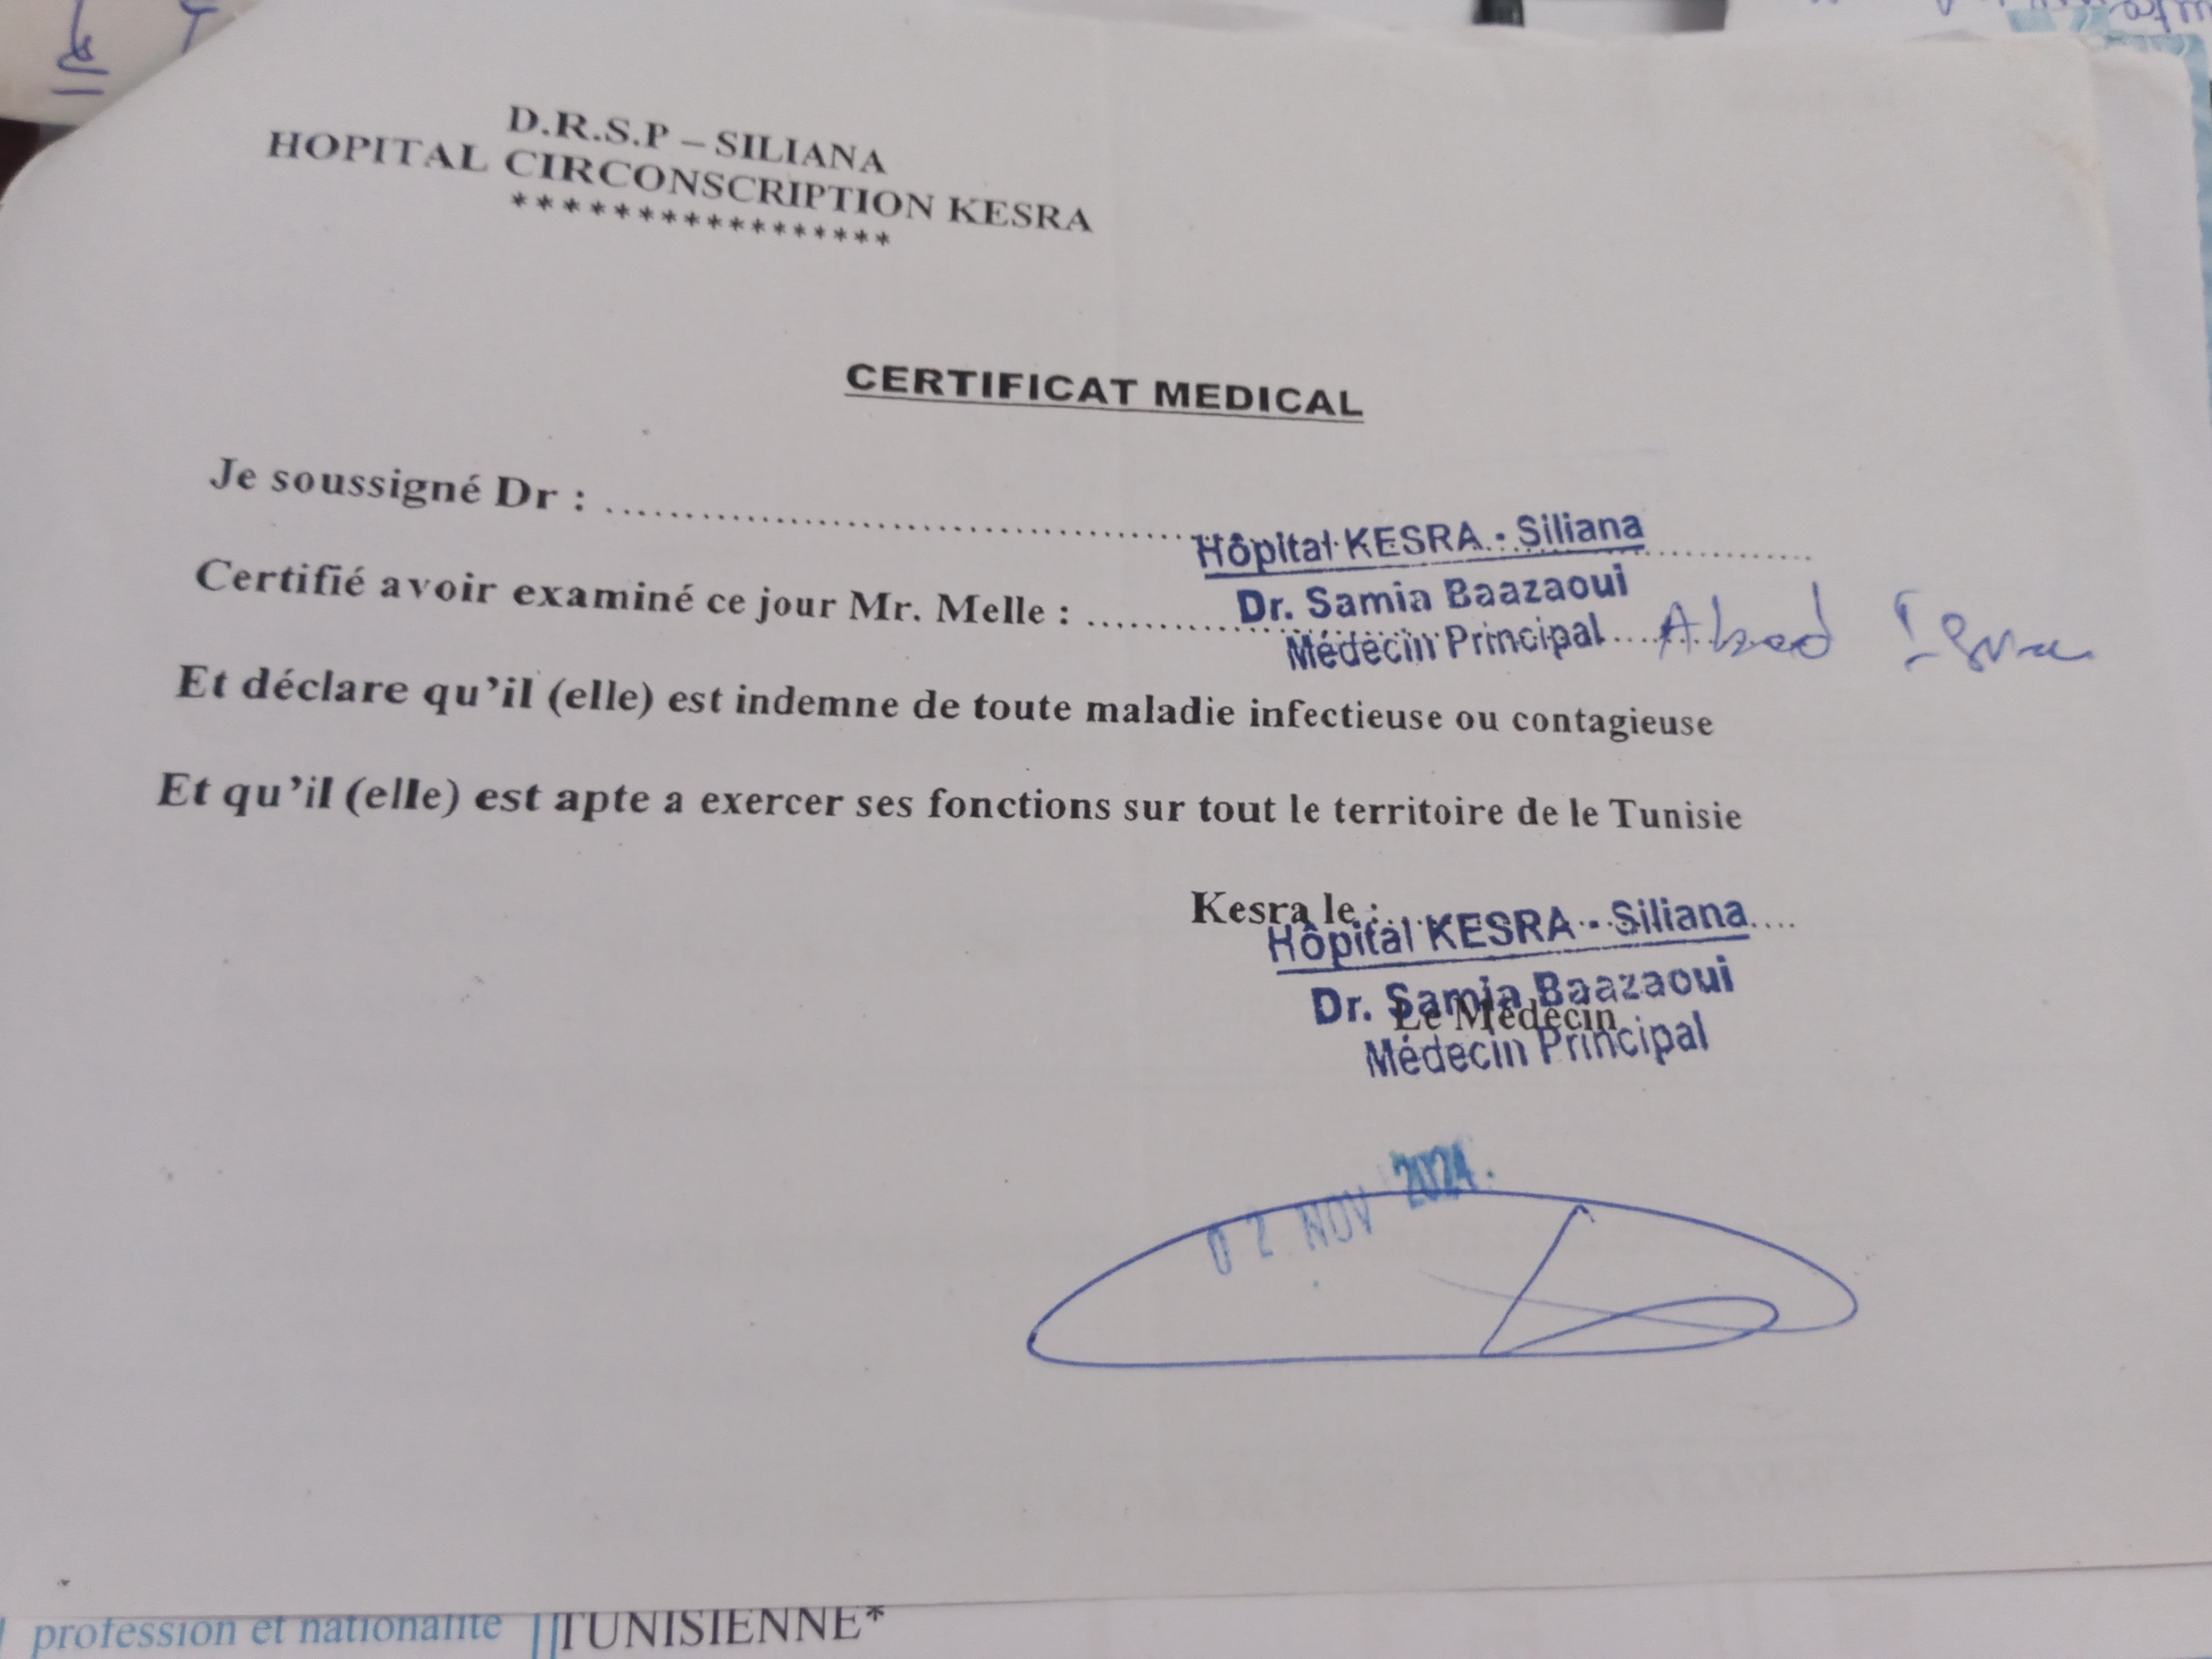 D.R.S.P – SILIANA
HOPITAL CIRCONSCRIPTION KESRA
****************
CERTIFICAT MEDICAL
Je soussigné Dr : ..............................
Hôpital KESRA - Siliana
Dr. Samia Baazaoui
Médecin Principal
Certifié avoir examiné ce jour Mr. Melle : ..............................
Et déclare qu'il (elle) est indemne de toute maladie infectieuse ou contagieuse
Et qu'il (elle) est apte a exercer ses fonctions sur tout le territoire de le Tunisie
Kesra le :..............................
Hôpital KESRA - Siliana
Dr. Samia Baazaoui
Le Médecin
Médecin Principal
02 NOV 2024.
profession et nationalité TUNISIENNE*